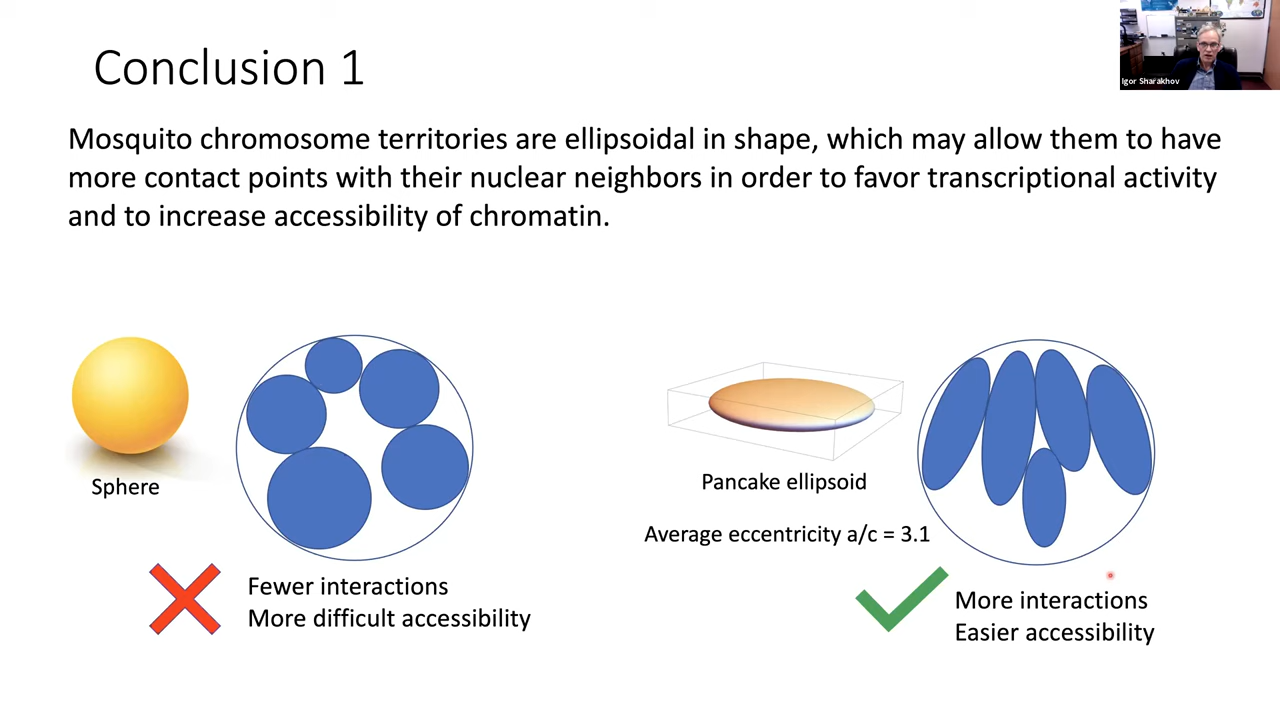 Conclusion 1
Igor Sharakhov
Mosquito chromosome territories are ellipsoidal in shape, which may allow them to have
more contact points with their nuclear neighbors in order to favor transcriptional activity
and to increase accessibility of chromatin.
Sphere
Fewer interactions
More difficult accessibility
Pancake ellipsoid
Average eccentricity a/c = 3.1
More interactions
Easier accessibility